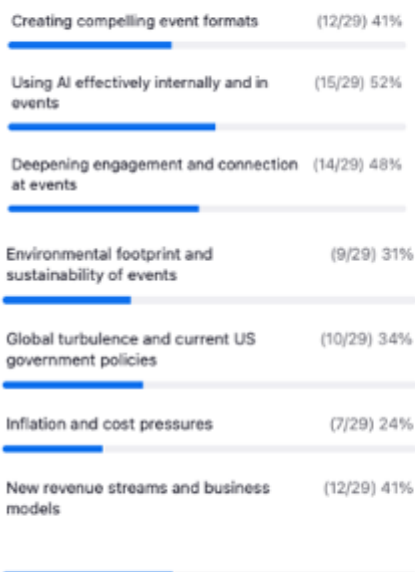 Creating compelling event formats (12/29) 41%
Using AI effectively internally and in (15/29) 52%
events
Deepening engagement and connection (14/29) 48%
at events
Environmental footprint and (9/29) 31%
sustainability of events
Global turbulence and current US (10/29) 34%
government policies
Inflation and cost pressures (7/29) 24%
New revenue streams and business (12/29) 41%
models